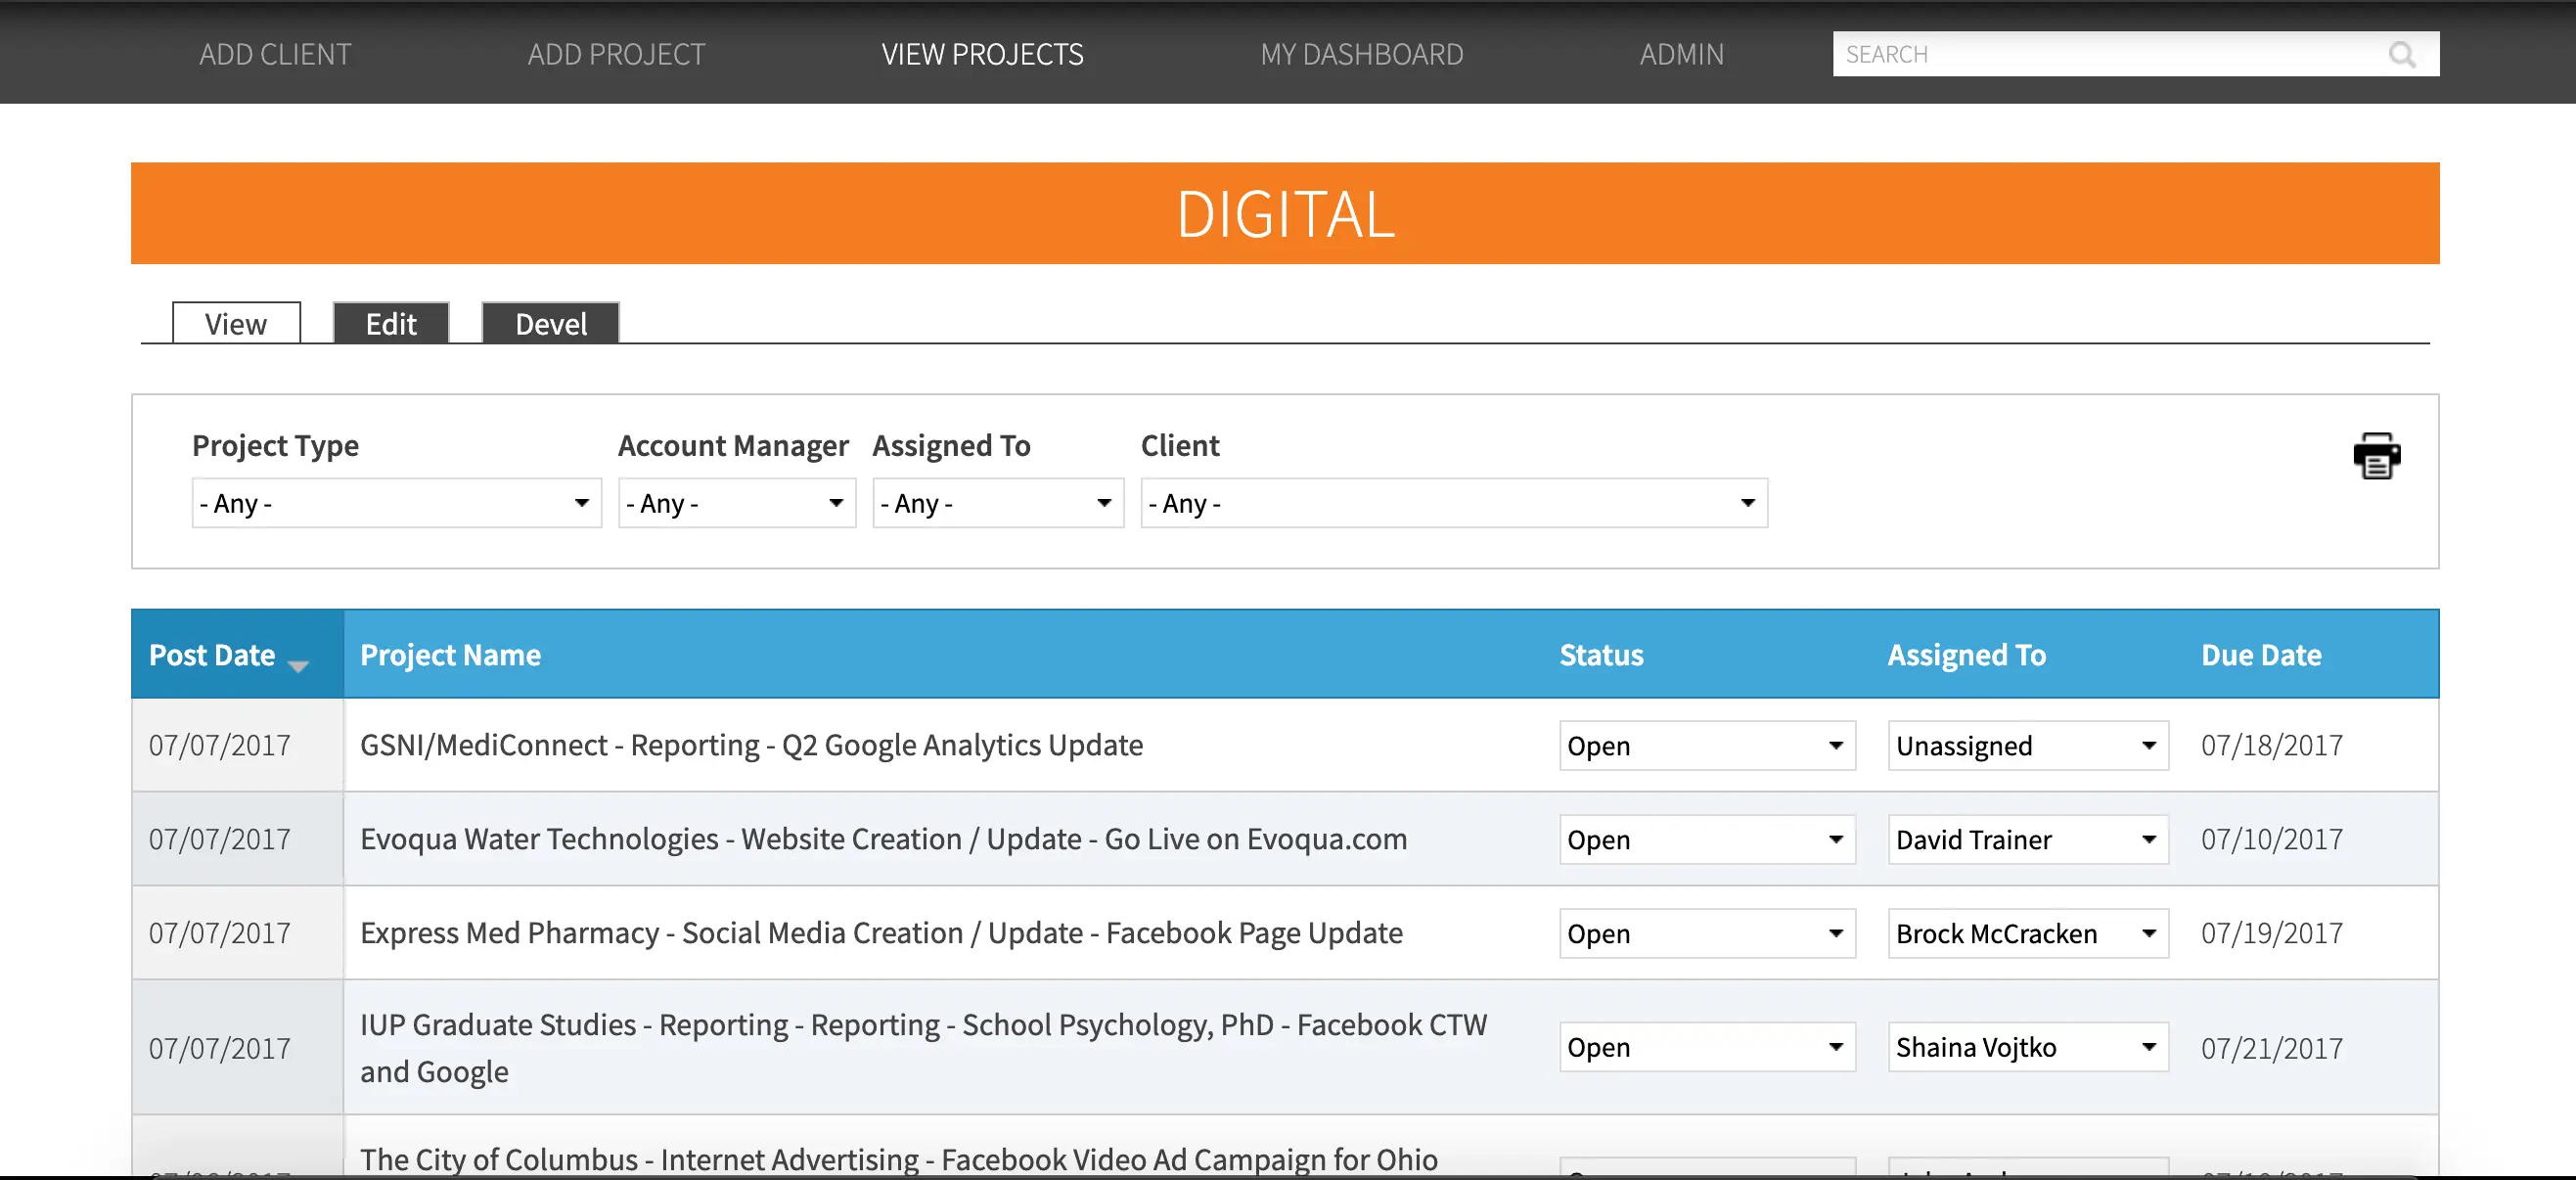 ADD CLIENT ADD PROJECT VIEW PROJECTS MY DASHBOARD ADMIN SEARCH
DIGITAL
View Edit Devel
Project Type Account Manager Assigned To Client
- Any - - Any - - Any - - Any -
Post Date Project Name Status Assigned To Due Date
07/07/2017 GSNI/MediConnect - Reporting - Q2 Google Analytics Update Open Unassigned 07/18/2017
07/07/2017 Evoqua Water Technologies - Website Creation / Update - Go Live on Evoqua.com Open David Trainer 07/10/2017
07/07/2017 Express Med Pharmacy - Social Media Creation / Update - Facebook Page Update Open Brock McCracken 07/19/2017
IUP Graduate Studies - Reporting - Reporting - School Psychology, PhD - Facebook CTW
07/07/2017 Open Shaina Vojtko 07/21/2017
and Google
The City of Columbus - Internet Advertising - Facebook Video Ad Campaign for Ohio